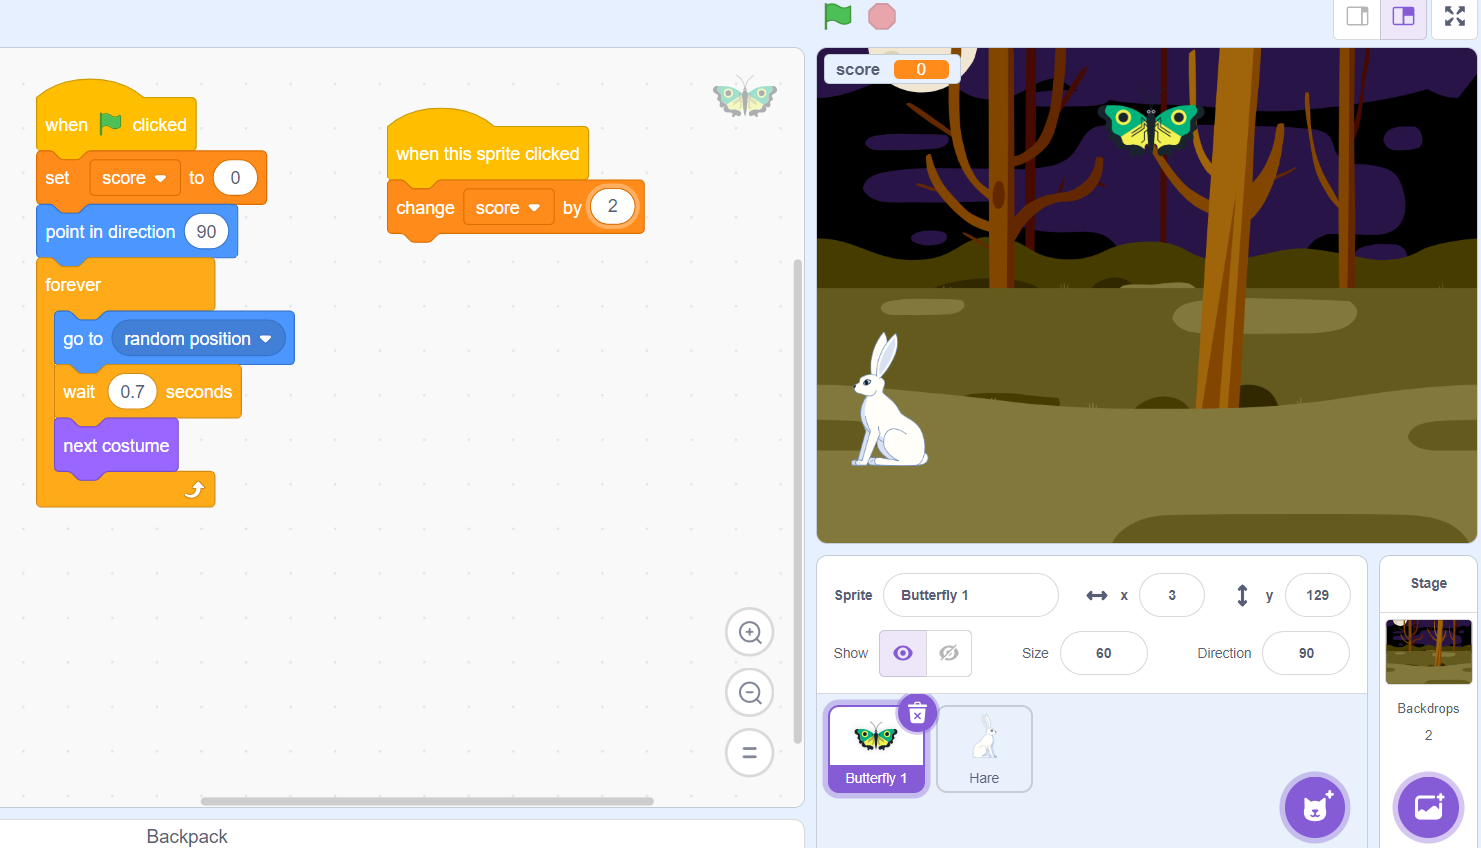 when clicked
set score to 0
point in direction 90
forever
go to random position
wait 0.7 seconds
next costume
when this sprite clicked
change score by 2
score 0
Sprite Butterfly 1 x 3 y 129
Show Size 60 Direction 90
Butterfly 1
Hare
Stage
Backdrops
2
Backpack